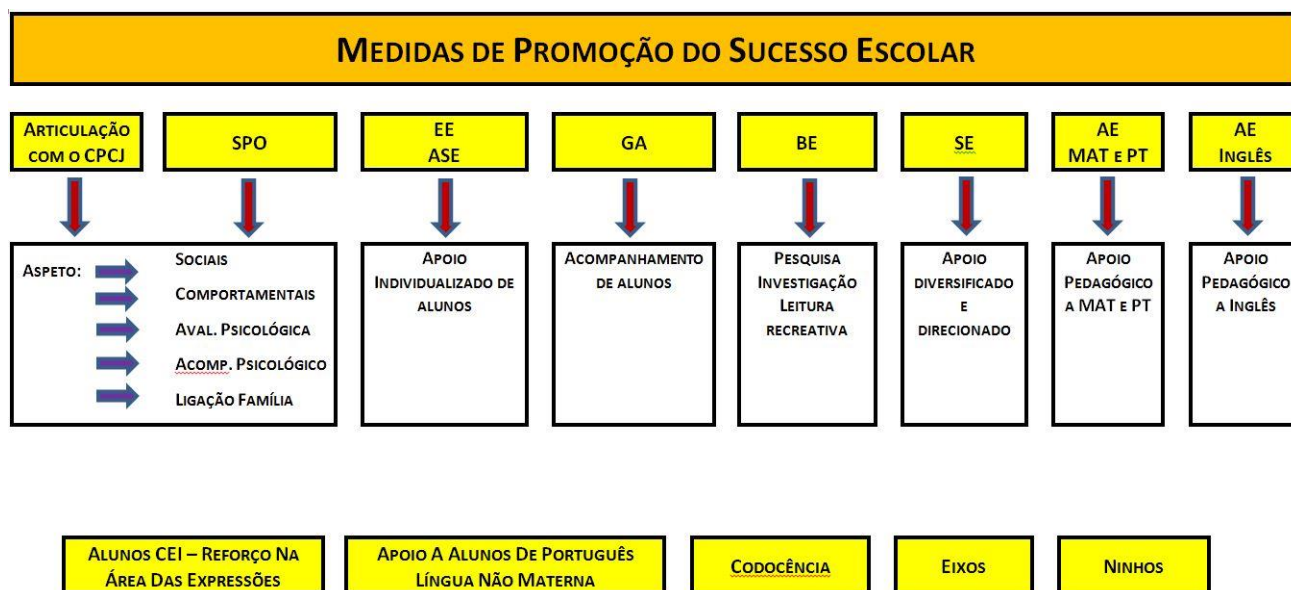 MEDIDAS DE PROMOÇÃO DO SUCESSO ESCOLAR
ARTICULAÇÃO
COM O CPCJ
SPO
EE
ASE
GA
BE
SE
AE
MAT E PT
AE
INGLÊS
ASPETO:
SOCIAIS
COMPORTAMENTAIS
AVAL. PSICOLÓGICA
ACOMP. PSICOLÓGICO
LIGAÇÃO FAMÍLIA
APOIO
INDIVIDUALIZADO DE
ALUNOS
ACOMPANHAMENTO
DE ALUNOS
PESQUISA
INVESTIGAÇÃO
LEITURA
RECREATIVA
APOIO
DIVERSIFICADO
E
DIRECIONADO
APOIO
PEDAGÓGICO
A MAT E PT
APOIO
PEDAGÓGICO
A INGLÊS
ALUNOS CEI – REFORÇO NA
ÁREA DAS EXPRESSÕES
APOIO A ALUNOS DE PORTUGUÊS
LÍNGUA NÃO MATERNA
CODOCÊNCIA
EIXOS
NINHOS